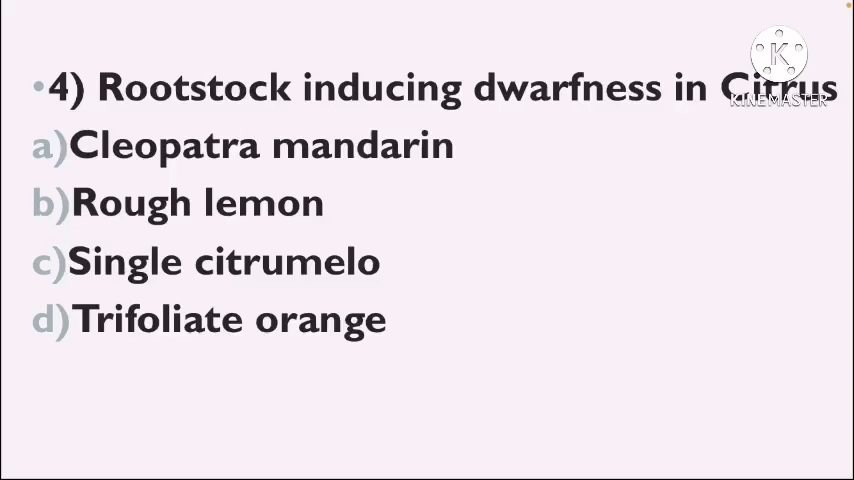 •4) Rootstock inducing dwarfness in Citrus
a)Cleopatra mandarin
b)Rough lemon
c)Single citrumelo
d)Trifoliate orange
K
KINEMASTER